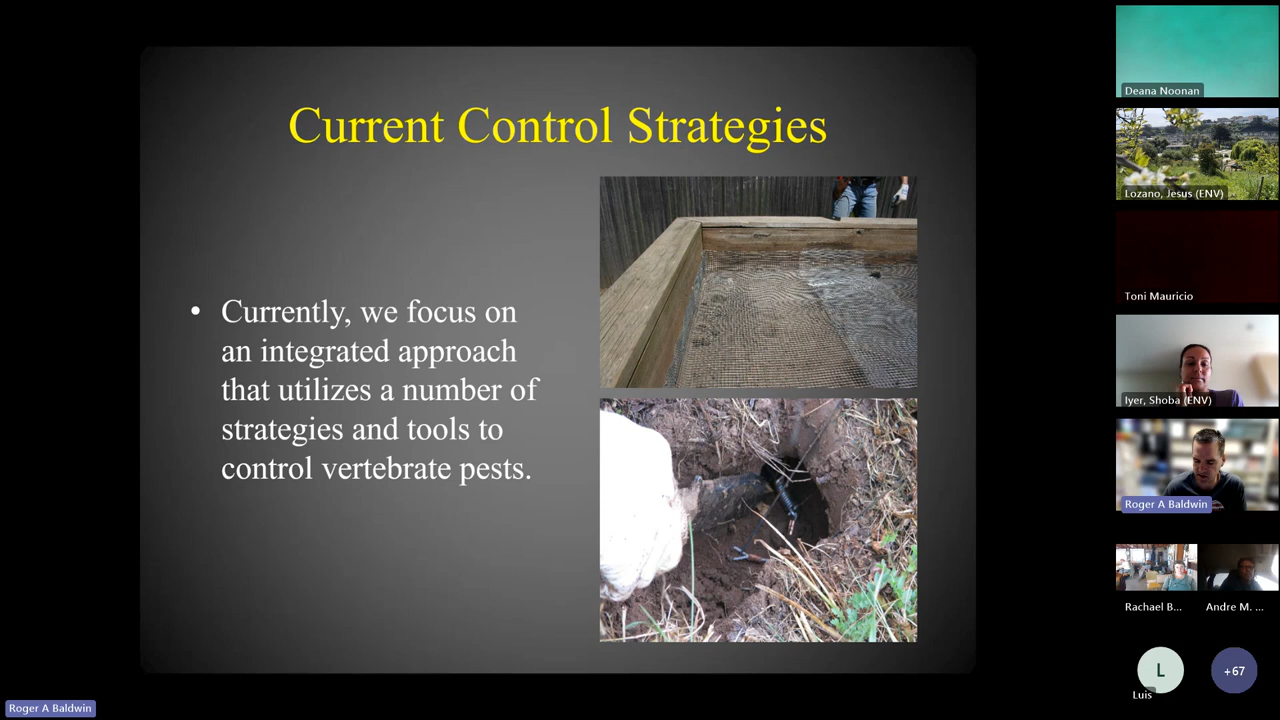 Current Control Strategies
• Currently, we focus on
an integrated approach
that utilizes a number of
strategies and tools to
control vertebrate pests.
Deana Noonan
Lozano, Jesus (ENV)
Toni Mauricio
Iyer, Shoba (ENV)
Roger A Baldwin
Rachael B...
Andre M. ...
L
Luis
+67
Roger A Baldwin